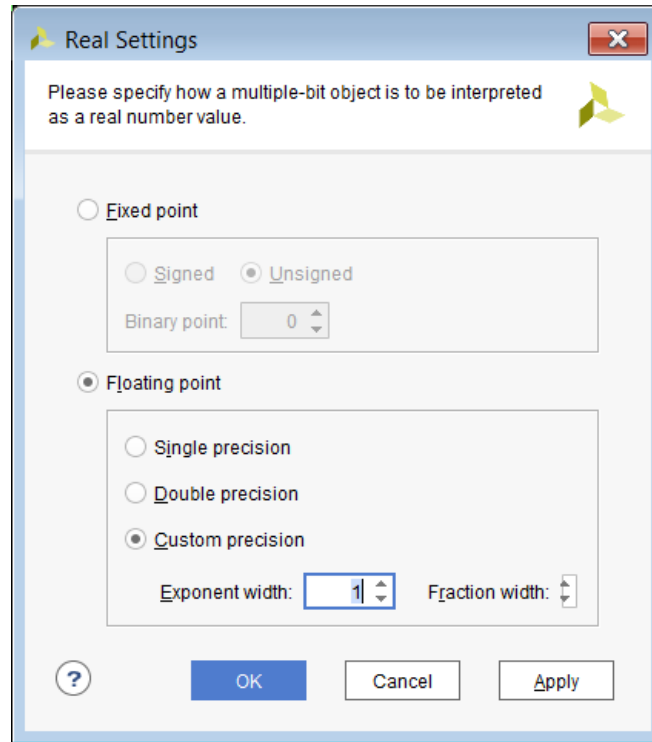 Real Settings
Please specify how a multiple-bit object is to be interpreted
as a real number value.
Fixed point
Signed Unsigned
Binary point: 0
Floating point
Single precision
Double precision
Custom precision
Exponent width: 1 Fraction width:
? OK Cancel Apply